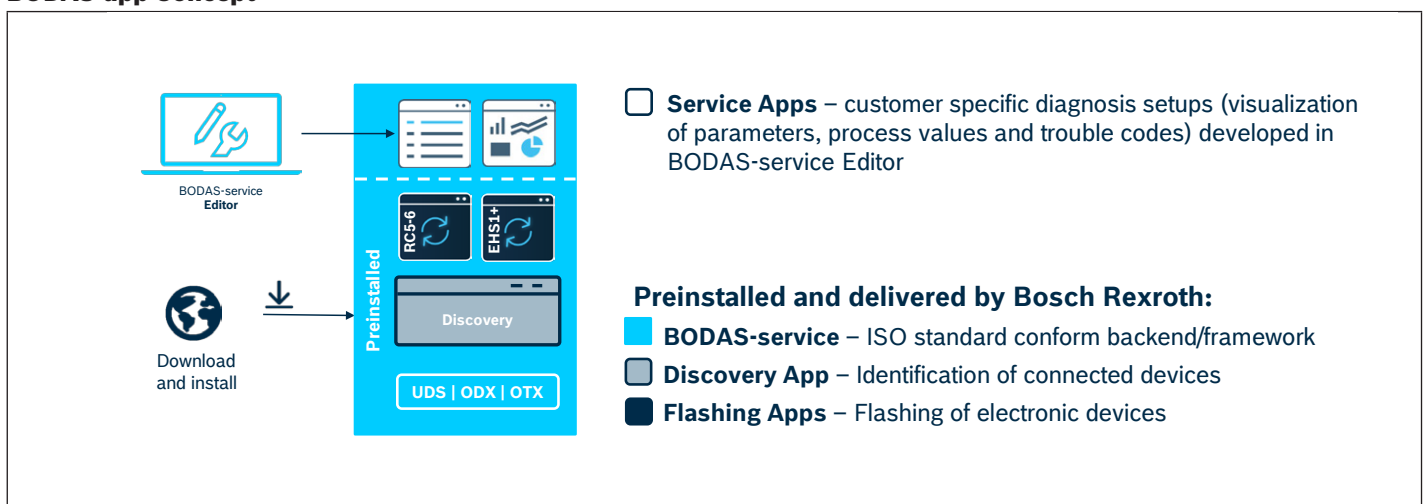 BODAS-service
Editor
Download
and install
Preinstalled
RC5-6
EHS1+
Discovery
UDS | ODX | OTX
Service Apps – customer specific diagnosis setups (visualization
of parameters, process values and trouble codes) developed in
BODAS-service Editor
Preinstalled and delivered by Bosch Rexroth:
BODAS-service – ISO standard conform backend/framework
Discovery App – Identification of connected devices
Flashing Apps – Flashing of electronic devices